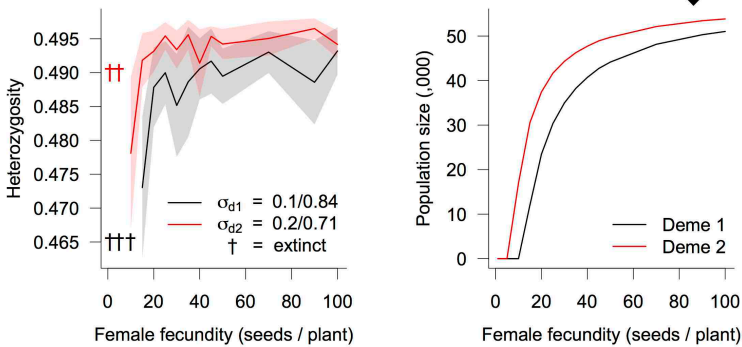 Heterozygosity
0.495
0.490
0.485
0.480
0.475
0.470
0.465
††
†††
σd1 = 0.1/0.84
σd2 = 0.2/0.71
† = extinct
0 20 40 60 80 100
Female fecundity (seeds / plant)
Population size (,000)
50
40
30
20
10
0
Deme 1
Deme 2
0 20 40 60 80 100
Female fecundity (seeds / plant)